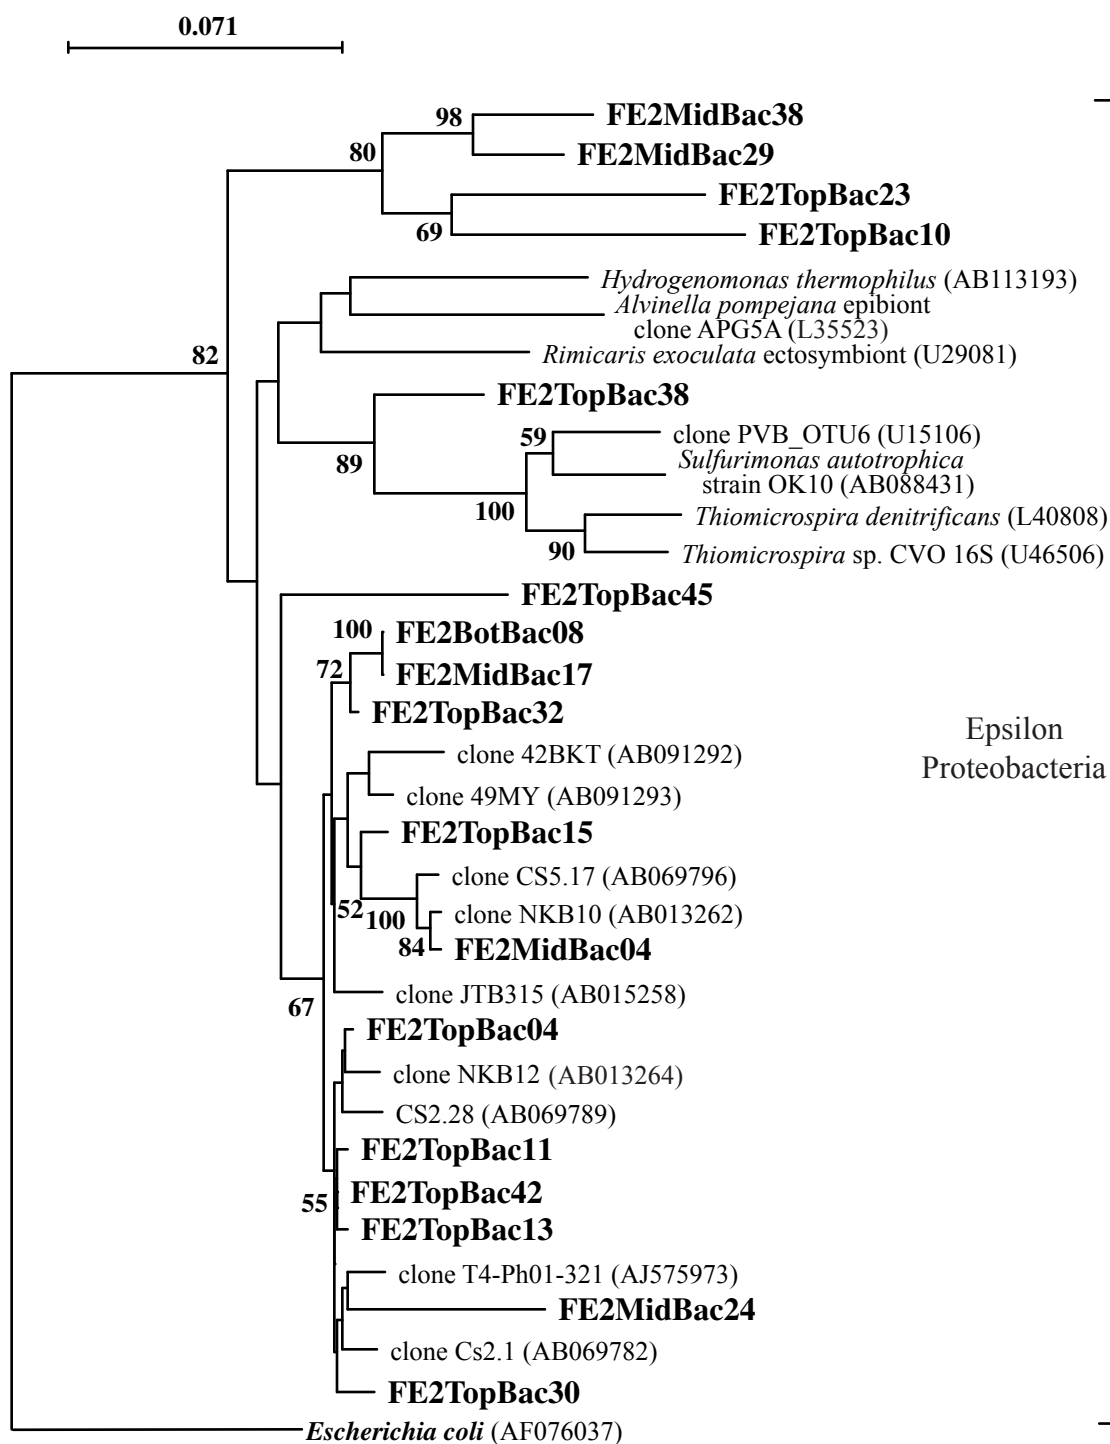 0.071
FE2MidBac38
98
80
FE2MidBac29
FE2TopBac23
69
FE2TopBac10
Hydrogenomonas thermophilus (AB113193)
Alvinella pompejana epibiont
clone APG5A (L35523)
82
Rimicaris exoculata ectosymbiont (U29081)
FE2TopBac38
59
clone PVB_OTU6 (U15106)
89
Sulfurimonas autotrophica
strain OK10 (AB088431)
100
Thiomicrospira denitrificans (L40808)
90
Thiomicrospira sp. CVO 16S (U46506)
FE2TopBac45
100
FE2BotBac08
72
FE2MidBac17
FE2TopBac32
Epsilon
Proteobacteria
clone 42BKT (AB091292)
clone 49MY (AB091293)
FE2TopBac15
clone CS5.17 (AB069796)
52
100
clone NKB10 (AB013262)
84
FE2MidBac04
clone JTB315 (AB015258)
67
FE2TopBac04
clone NKB12 (AB013264)
CS2.28 (AB069789)
FE2TopBac11
55
FE2TopBac42
FE2TopBac13
clone T4-Ph01-321 (AJ575973)
FE2MidBac24
clone Cs2.1 (AB069782)
FE2TopBac30
Escherichia coli (AF076037)